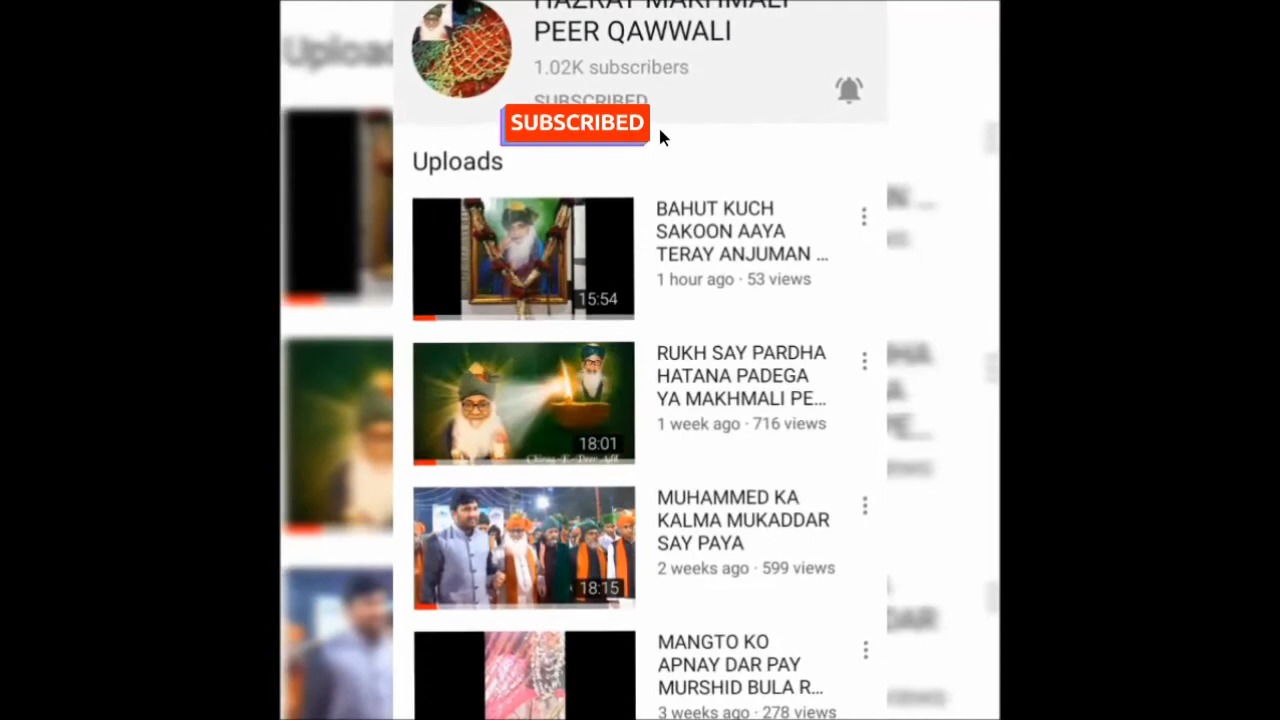 HAZRAT MAKHMALI
PEER QAWWALI
1.02K subscribers
SUBSCRIBED
SUBSCRIBED
Uploads
15:54
BAHUT KUCH
SAKOON AAYA
TERAY ANJUMAN ...
1 hour ago · 53 views
18:01
RUKH SAY PARDHA
HATANA PADEGA
YA MAKHMALI PE...
1 week ago · 716 views
18:15
MUHAMMED KA
KALMA MUKADDAR
SAY PAYA
2 weeks ago · 599 views
MANGTO KO
APNAY DAR PAY
MURSHID BULA R...
3 weeks ago · 278 views